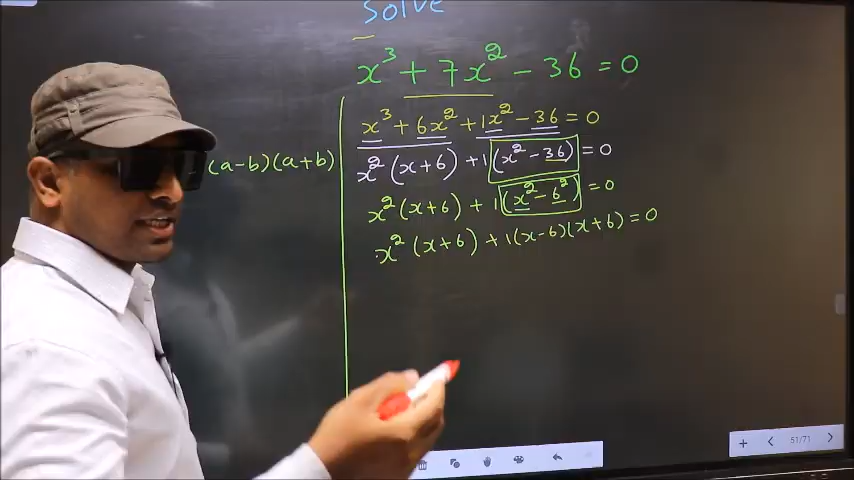 Solve
x³ + 7x² - 36 = 0
x³ + 6x² + 1x² - 36 = 0
(a-b)(a+b)
x²(x+6) + 1(x² - 36) = 0
x²(x+6) + 1(x² - 6²) = 0
x²(x+6) + 1(x-6)(x+6) = 0
51/71